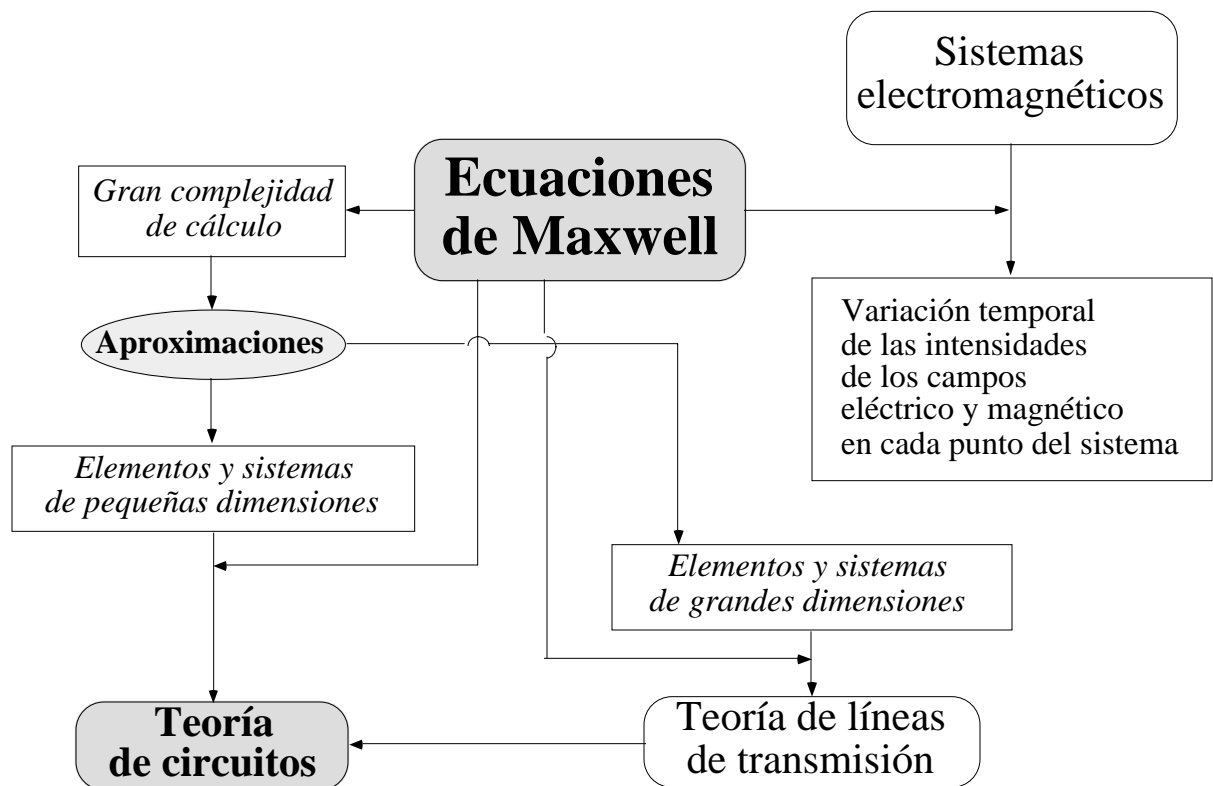 Sistemas
electromagnéticos
Ecuaciones
de Maxwell
Gran complejidad
de cálculo
Variación temporal
de las intensidades
de los campos
eléctrico y magnético
en cada punto del sistema
Aproximaciones
Elementos y sistemas
de pequeñas dimensiones
Elementos y sistemas
de grandes dimensiones
Teoría
de circuitos
Teoría de líneas
de transmisión